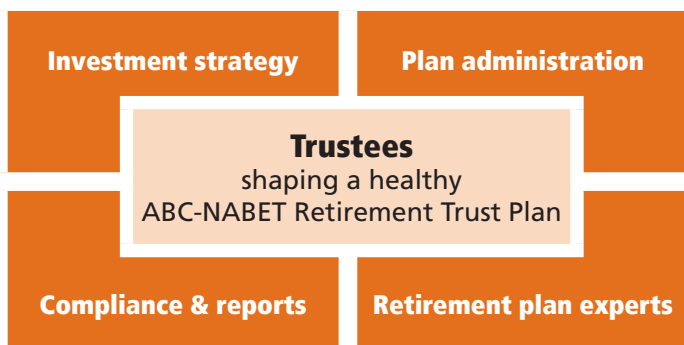 Investment strategy
Plan administration
Trustees
shaping a healthy
ABC-NABET Retirement Trust Plan
Compliance & reports
Retirement plan experts